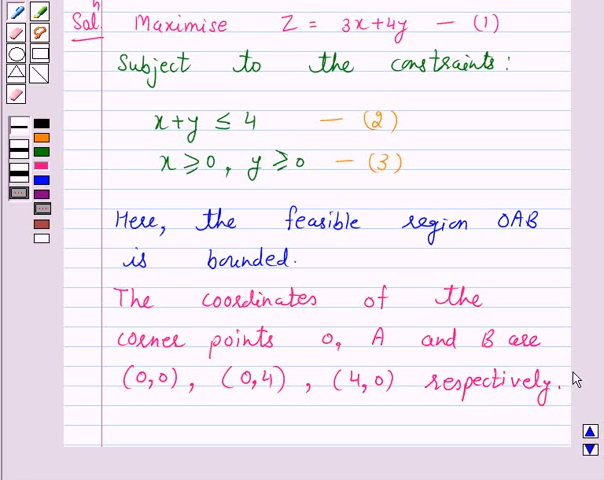 Solⁿ Maximise Z = 3x+4y — (1)
Subject to the constraints:
x+y ≤ 4 — (2)
x ≥ 0, y ≥ 0 — (3)
Here, the feasible region OAB
is bounded.
The coordinates of the
corner points O, A and B are
(0,0), (0,4), (4,0) respectively.